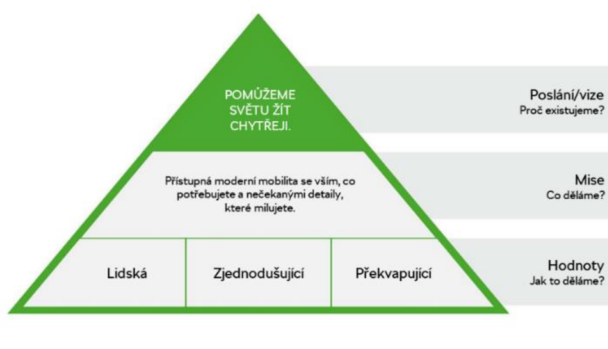 POMŮŽEME
SVĚTU ŽÍT
CHYTŘEJI.
Poslání/vize
Proč existujeme?
Přístupná moderní mobilita se vším, co
potřebujete a nečekanými detaily,
které milujete.
Mise
Co děláme?
Lidská
Zjednodušující
Překvapující
Hodnoty
Jak to děláme?